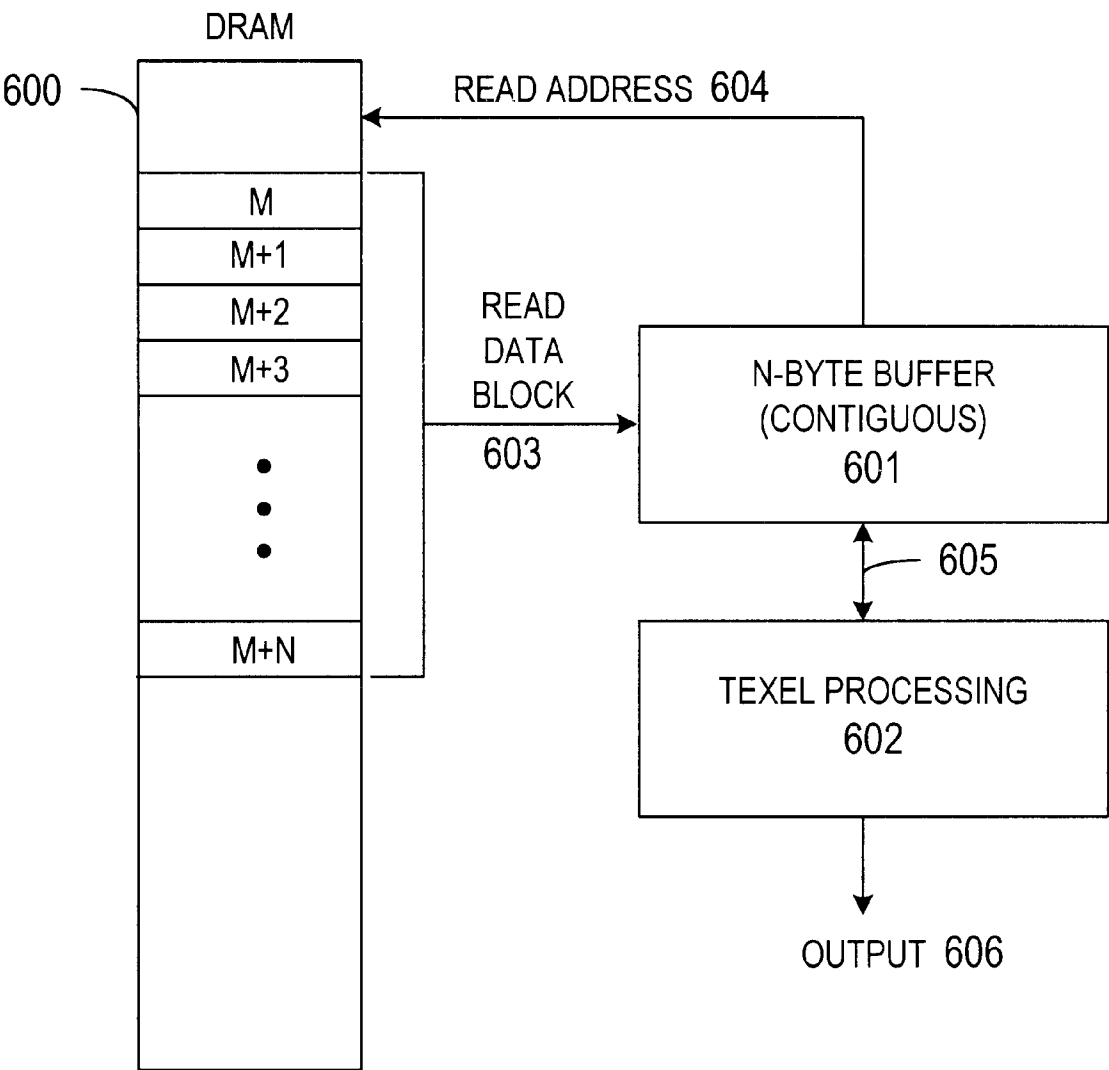 DRAM
600
READ ADDRESS 604
M
M+1
M+2
M+3
M+N
READ
DATA
BLOCK
603
N-BYTE BUFFER
(CONTIGUOUS)
601
605
TEXEL PROCESSING
602
OUTPUT 606